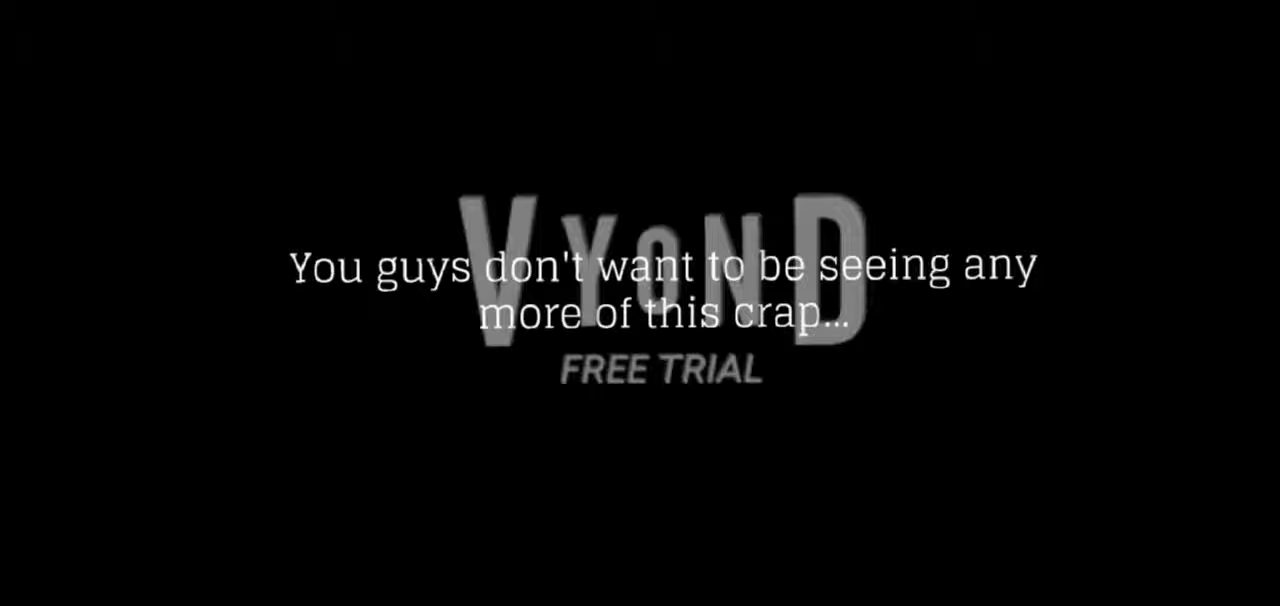 VYOND
You guys don't want to be seeing any
more of this crap...
FREE TRIAL